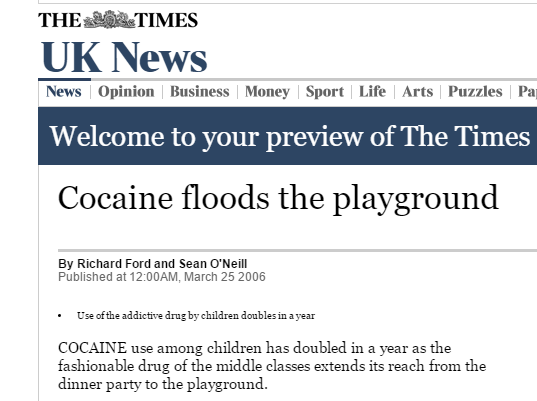 THE TIMES
UK News
News Opinion Business Money Sport Life Arts Puzzles
Welcome to your preview of The Times
Cocaine floods the playground
By Richard Ford and Sean O'Neill
Published at 12:00AM, March 25 2006
• Use of the addictive drug by children doubles in a year
COCAINE use among children has doubled in a year as the
fashionable drug of the middle classes extends its reach from the
dinner party to the playground.